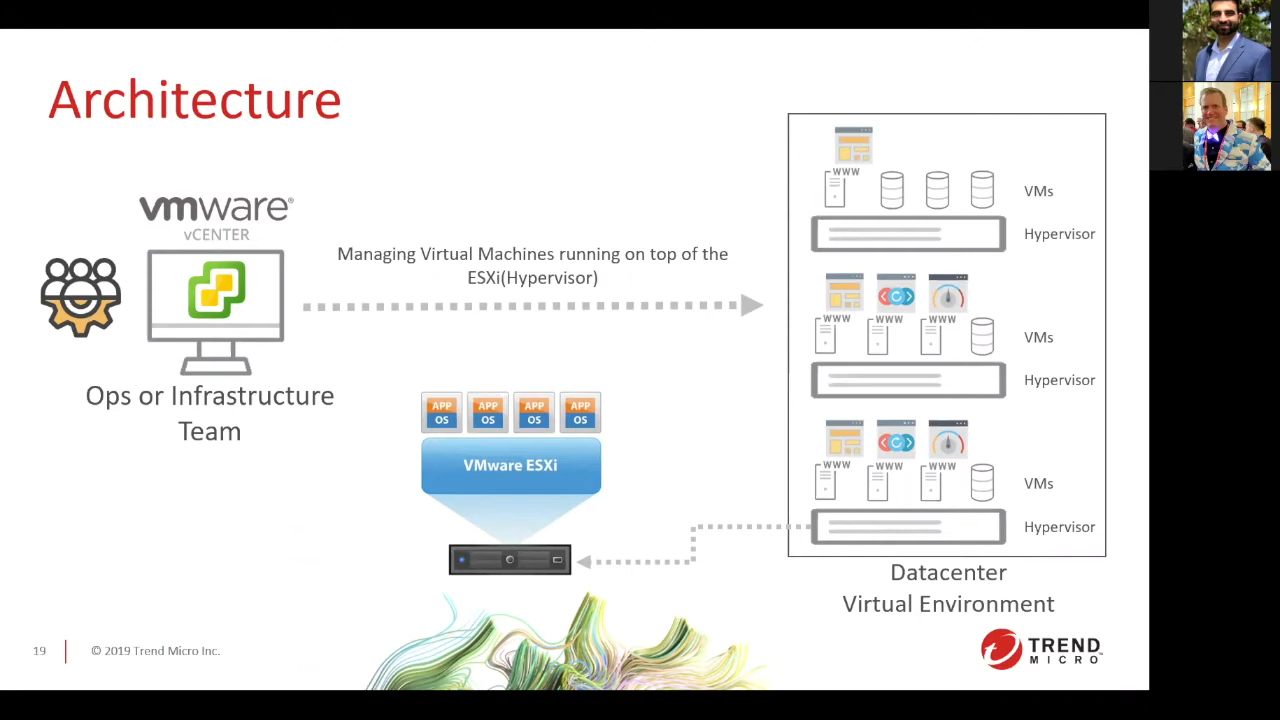 Architecture
vmware®
vCENTER
Managing Virtual Machines running on top of the
ESXi(Hypervisor)
Ops or Infrastructure
Team
APP APP APP APP
OS OS OS OS
VMware ESXi
WWW
VMs
Hypervisor
WWW WWW WWW
VMs
Hypervisor
WWW WWW WWW
VMs
Hypervisor
Datacenter
Virtual Environment
19
© 2019 Trend Micro Inc.
TREND
MICRO™